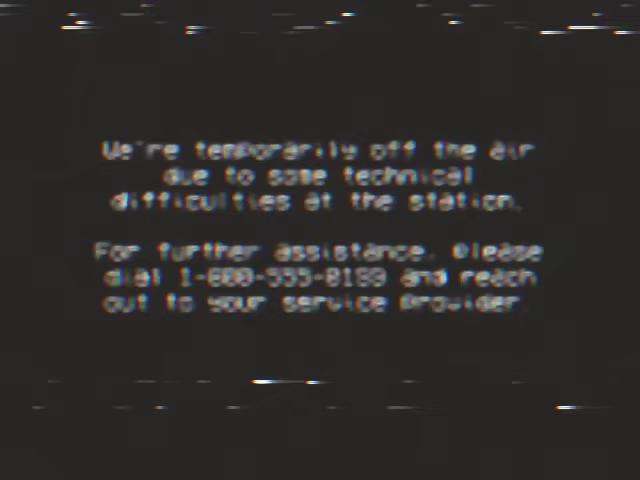 We're temporarily off the air
due to some technical
difficulties at the station.
For further assistance, Please
dial and reach
out to your service Provider.